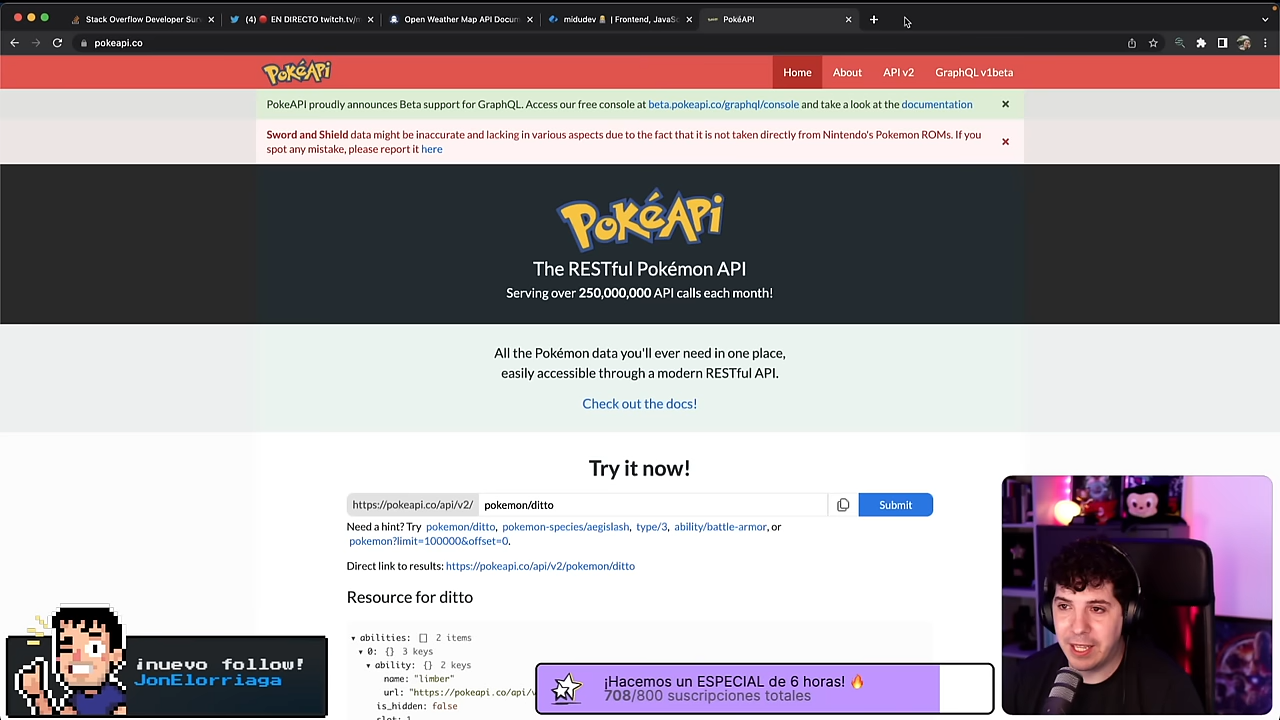 Stack Overflow Developer Sur
(4) 🔴 EN DIRECTO twitch.tv/m
Open Weather Map API Docum
midudev | Frontend, JavaSc
PokéAPI
pokeapi.co
PokéAPI
Home
About
API v2
GraphQL v1beta
PokeAPI proudly announces Beta support for GraphQL. Access our free console at beta.pokeapi.co/graphql/console and take a look at the documentation
Sword and Shield data might be inaccurate and lacking in various aspects due to the fact that it is not taken directly from Nintendo's Pokemon ROMs. If you
spot any mistake, please report it here
PokéAPI
The RESTful Pokémon API
Serving over 250,000,000 API calls each month!
All the Pokémon data you'll ever need in one place,
easily accessible through a modern RESTful API.
Check out the docs!
Try it now!
https://pokeapi.co/api/v2/ pokemon/ditto
Submit
Need a hint? Try pokemon/ditto, pokemon-species/aegislash, type/3, ability/battle-armor, or
pokemon?limit=100000&offset=0.
Direct link to results: https://pokeapi.co/api/v2/pokemon/ditto
Resource for ditto
abilities: [] 2 items
0: {} 3 keys
ability: {} 2 keys
name: "limber"
url: "https://pokeapi.co/api/v
is_hidden: false
slot: 1
¡nuevo follow!
JonElorriaga
¡Hacemos un ESPECIAL de 6 horas! 🔥
708/800 suscripciones totales